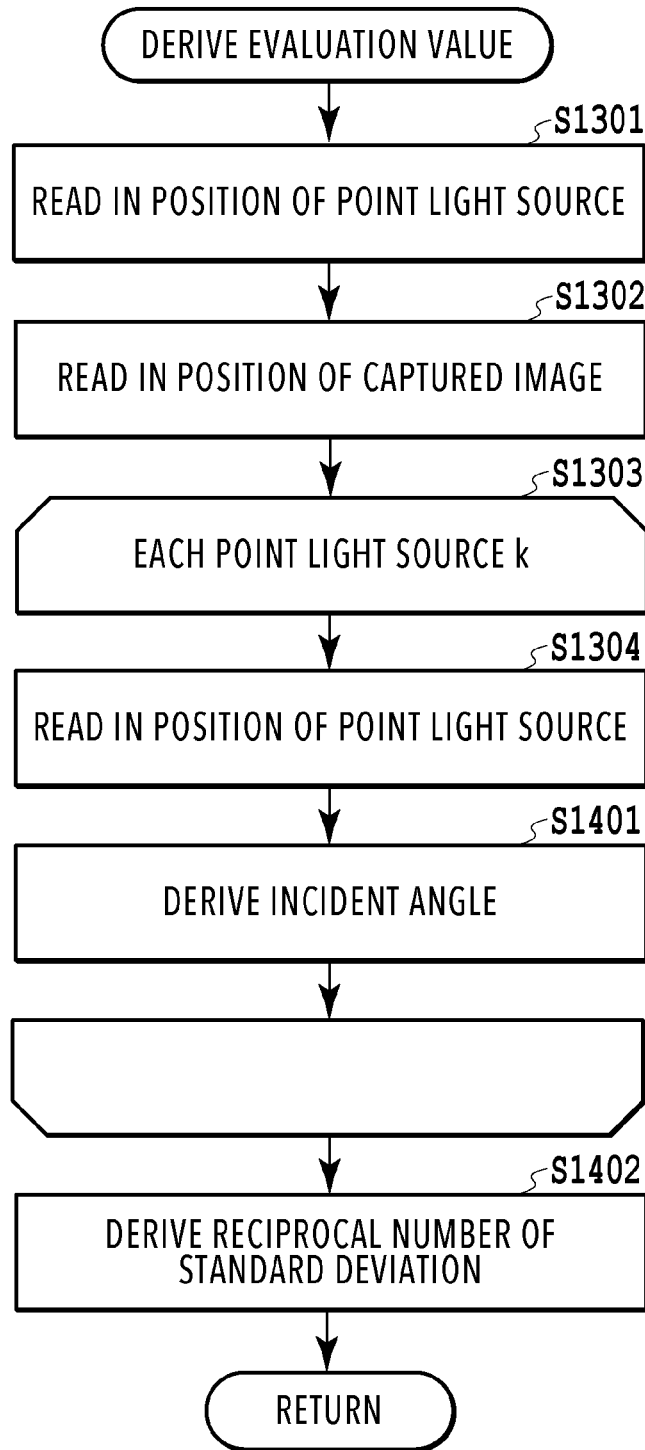 DERIVE EVALUATION VALUE
S1301
READ IN POSITION OF POINT LIGHT SOURCE
S1302
READ IN POSITION OF CAPTURED IMAGE
S1303
EACH POINT LIGHT SOURCE k
S1304
READ IN POSITION OF POINT LIGHT SOURCE
S1401
DERIVE INCIDENT ANGLE
S1402
DERIVE RECIPROCAL NUMBER OF
STANDARD DEVIATION
RETURN